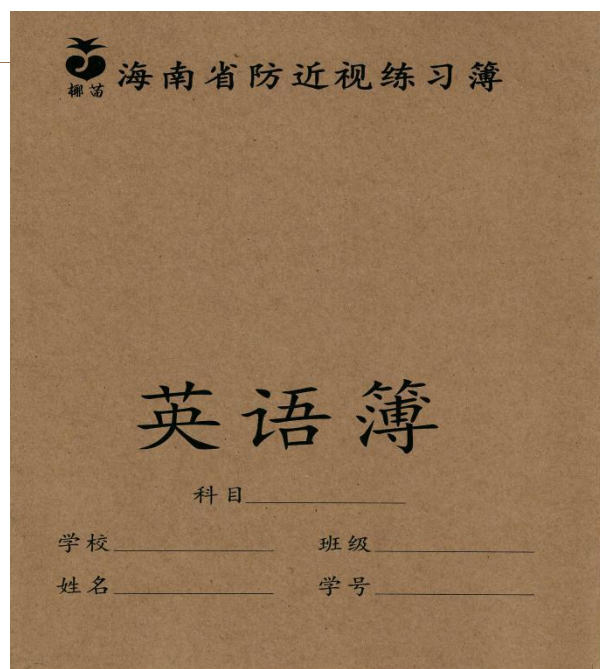 海南省防近视练习簿
椰苗
英语簿
科目
学校 班级
姓名 学号